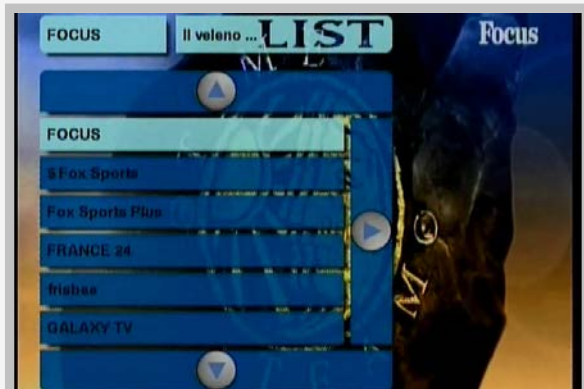 FOCUS
Il veleno ...
LIST
Focus
FOCUS
$Fox Sports
Fox Sports Plus
FRANCE 24
frisbee
GALAXY TV